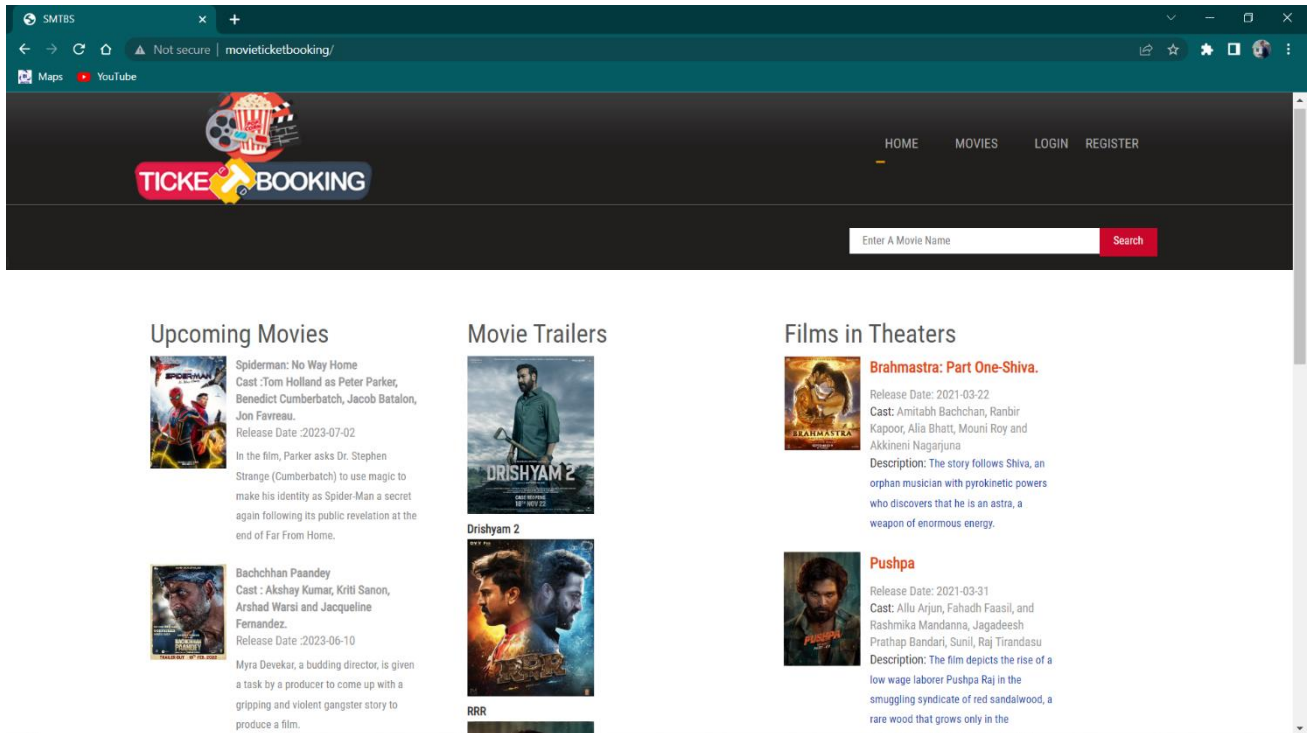 SMTBS
Not secure | movieticketbooking/
Maps
YouTube
TICKE BOOKING
HOME MOVIES LOGIN REGISTER
Enter A Movie Name
Search
Upcoming Movies
SPIDER-MAN
Spiderman: No Way Home
Cast :Tom Holland as Peter Parker,
Benedict Cumberbatch, Jacob Batalon,
Jon Favreau.
Release Date :2023-07-02
In the film, Parker asks Dr. Stephen
Strange (Cumberbatch) to use magic to
make his identity as Spider-Man a secret
again following its public revelation at the
end of Far From Home.
BACHCHHAN
PAANDEY
Bachchhan Paandey
Cast : Akshay Kumar, Kriti Sanon,
Arshad Warsi and Jacqueline
Fernandez.
Release Date :2023-06-10
Myra Devekar, a budding director, is given
a task by a producer to come up with a
gripping and violent gangster story to
produce a film.
Movie Trailers
DRISHYAM 2
CASE REOPENS
18TH NOV 22
Drishyam 2
RRR
RRR
Films in Theaters
BRAHMASTRA
Brahmastra: Part One-Shiva.
Release Date: 2021-03-22
Cast: Amitabh Bachchan, Ranbir
Kapoor, Alia Bhatt, Mouni Roy and
Akkineni Nagarjuna
Description: The story follows Shiva, an
orphan musician with pyrokinetic powers
who discovers that he is an astra, a
weapon of enormous energy.
PUSHPA
Pushpa
Release Date: 2021-03-31
Cast: Allu Arjun, Fahadh Faasil, and
Rashmika Mandanna, Jagadeesh
Prathap Bandari, Sunil, Raj Tirandasu
Description: The film depicts the rise of a
low wage laborer Pushpa Raj in the
smuggling syndicate of red sandalwood, a
rare wood that grows only in the